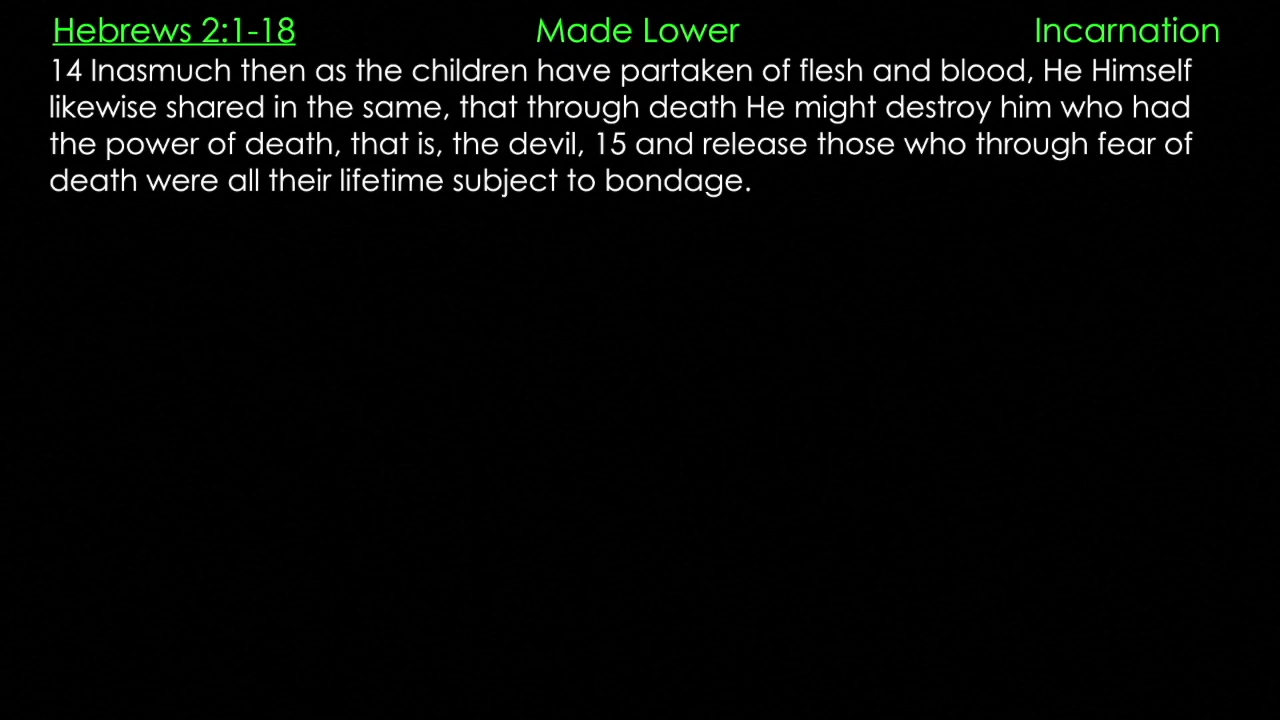 Hebrews 2:1-18 Made Lower Incarnation
14 Inasmuch then as the children have partaken of flesh and blood, He Himself
likewise shared in the same, that through death He might destroy him who had
the power of death, that is, the devil, 15 and release those who through fear of
death were all their lifetime subject to bondage.